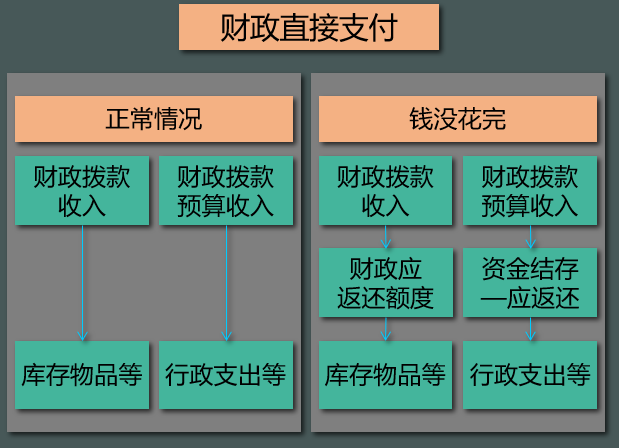 财政直接支付
正常情况
财政拨款
收入
财政拨款
预算收入
库存物品等
行政支出等
钱没花完
财政拨款
收入
财政拨款
预算收入
财政应
返还额度
资金结存
—应返还
库存物品等
行政支出等